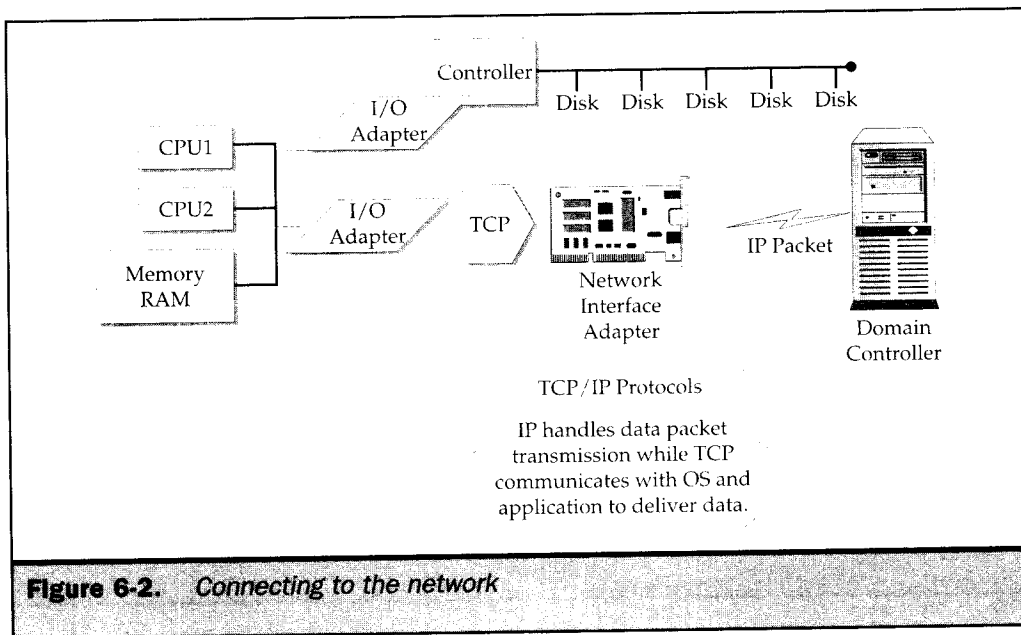 Controller
Disk Disk Disk Disk Disk
I/O
Adapter
CPU1
CPU2
I/O
Adapter
TCP
IP Packet
Memory
RAM
Network
Interface
Adapter
Domain
Controller
TCP/IP Protocols
IP handles data packet
transmission while TCP
communicates with OS and
application to deliver data.
Figure 6-2. Connecting to the network